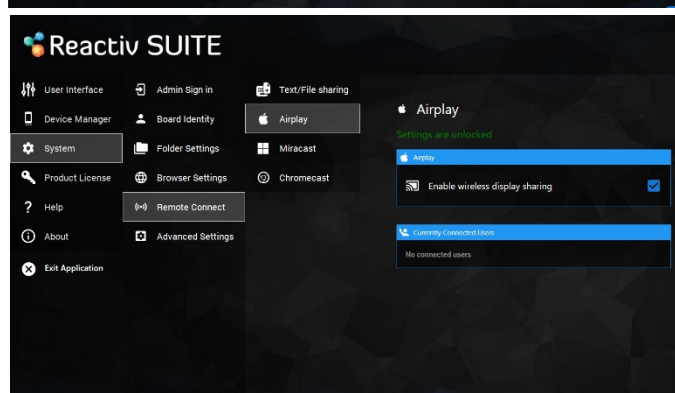 Reactiv SUITE
User Interface
Device Manager
System
Product License
Help
About
Exit Application
Admin Sign in
Board Identity
Folder Settings
Browser Settings
Remote Connect
Advanced Settings
Text/File sharing
Airplay
Miracast
Chromecast
Airplay
Settings are unlocked
Airplay
Enable wireless display sharing
Currently Connected Users
No connected users